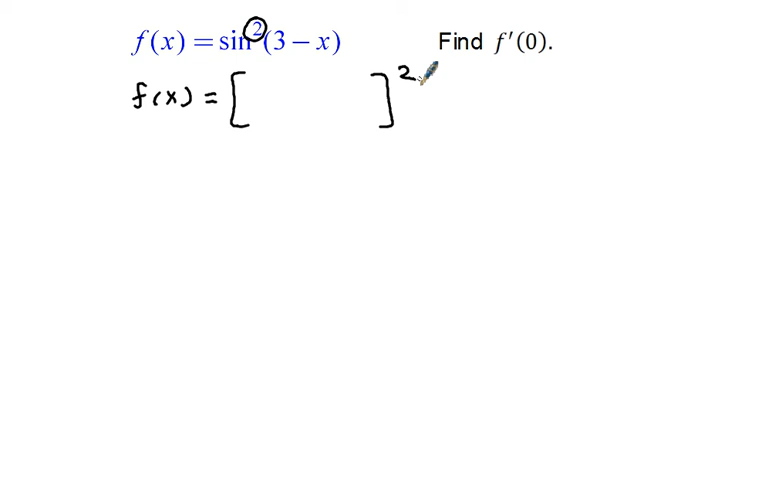 f(x) = sin²(3 − x) Find f′(0).
f(x) = [ ]²